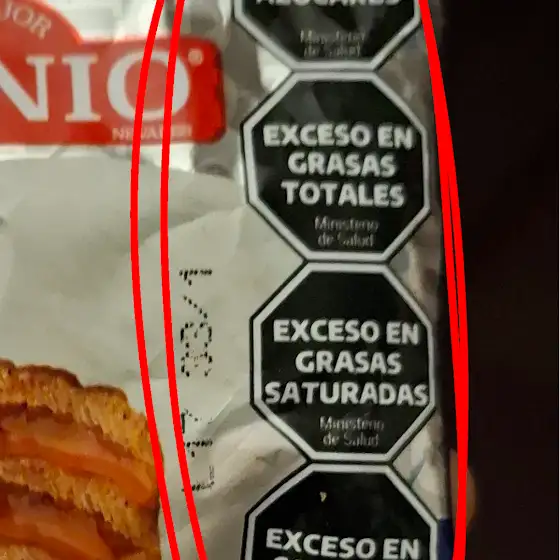 JOR
NIO
AZÚCARES
Ministerio
de Salud
EXCESO EN
GRASAS
TOTALES
Ministerio
de Salud
EXCESO EN
GRASAS
SATURADAS
Ministerio
de Salud
EXCESO EN